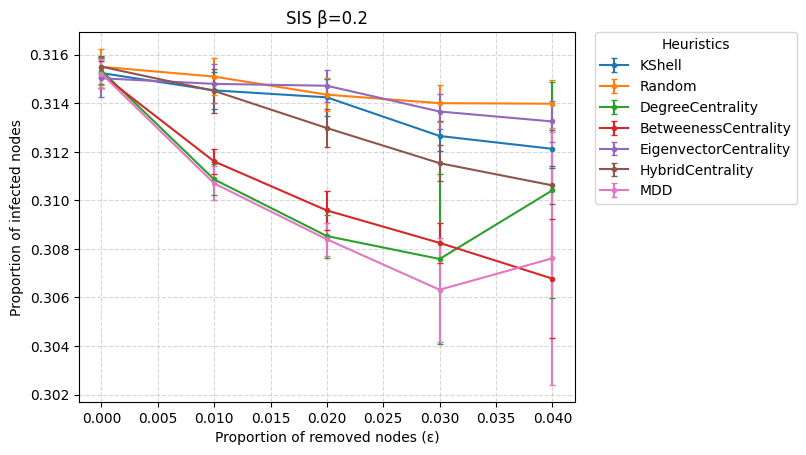 SIS β=0.2
Proportion of infected nodes
0.316
0.314
0.312
0.310
0.308
0.306
0.304
0.302
0.000 0.005 0.010 0.015 0.020 0.025 0.030 0.035 0.040
Proportion of removed nodes (ε)
Heuristics
KShell
Random
DegreeCentrality
BetweenessCentrality
EigenvectorCentrality
HybridCentrality
MDD